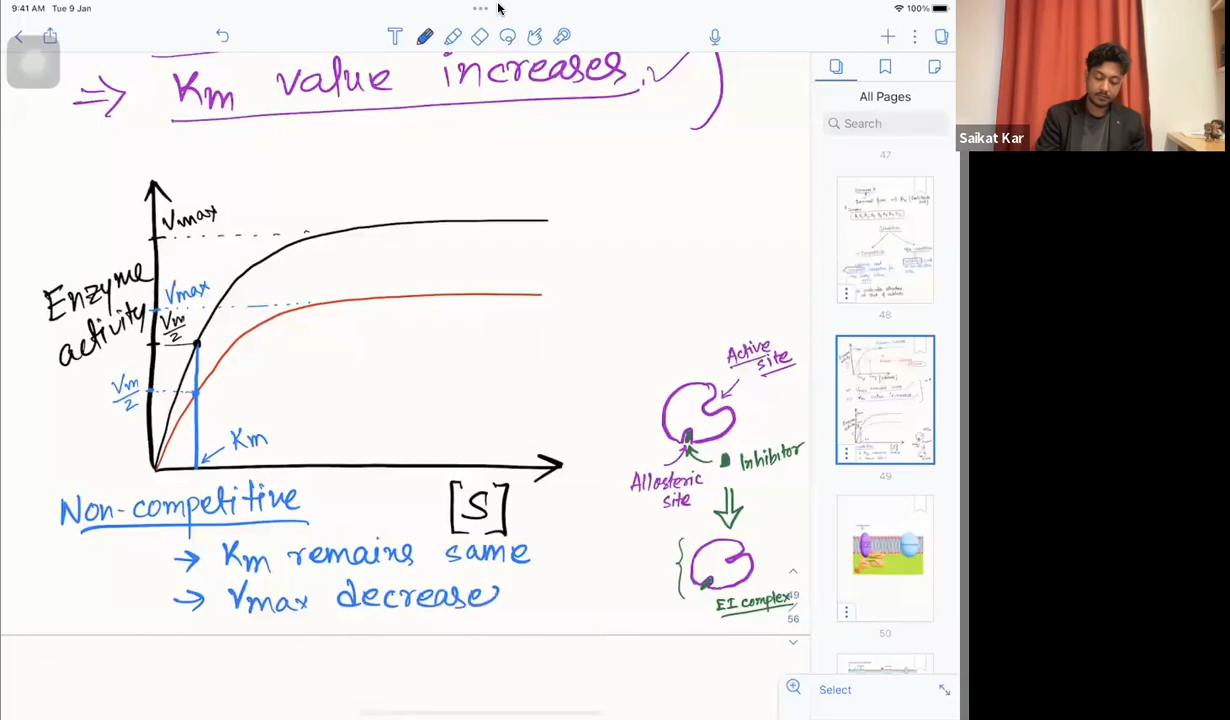 9:41 AM Tue 9 Jan
100%
⇒ Km value increases. ✓
Vmax
Enzyme
activity
Vmax
Vm/2
Vm/2
Km
[S]
Non-competitive
→ Km remains same
→ Vmax decrease
Active
site
Inhibitor
Allosteric
site
EI complex
49
56
All Pages
Search
47
48
49
50
Select
Saikat Kar